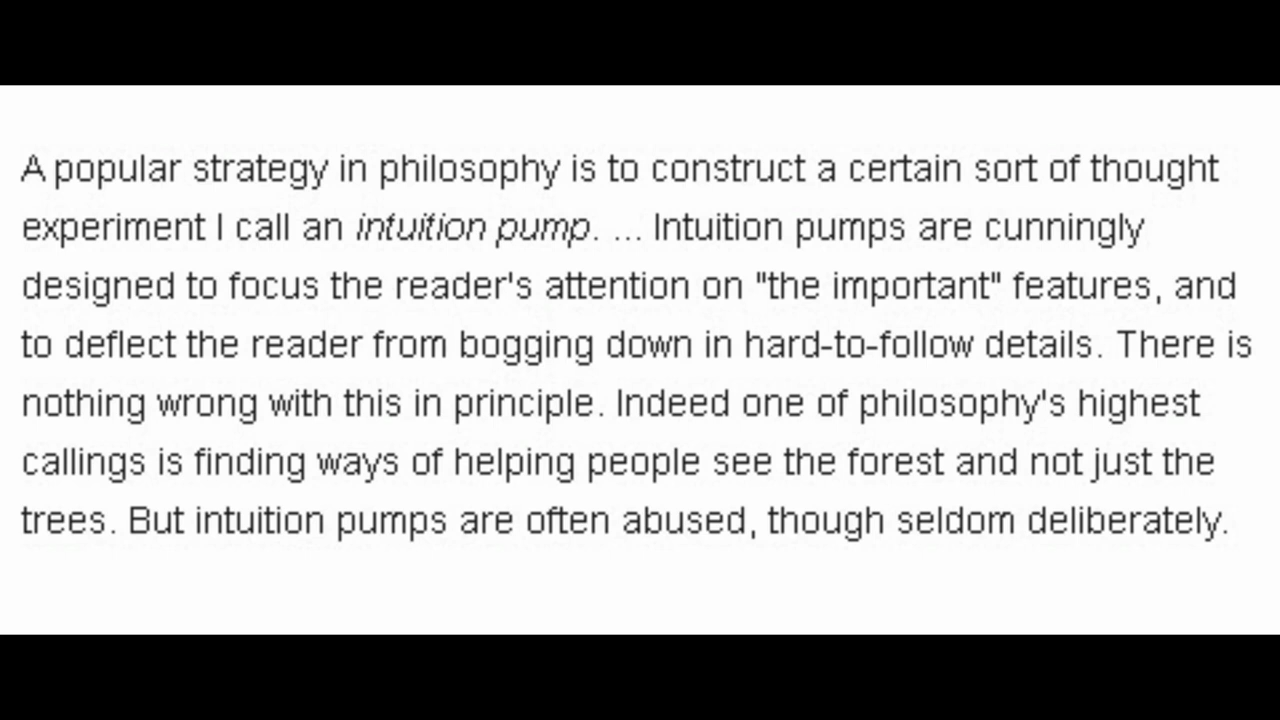 A popular strategy in philosophy is to construct a certain sort of thought
experiment I call an intuition pump. ... Intuition pumps are cunningly
designed to focus the reader's attention on "the important" features, and
to deflect the reader from bogging down in hard-to-follow details. There is
nothing wrong with this in principle. Indeed one of philosophy's highest
callings is finding ways of helping people see the forest and not just the
trees. But intuition pumps are often abused, though seldom deliberately.